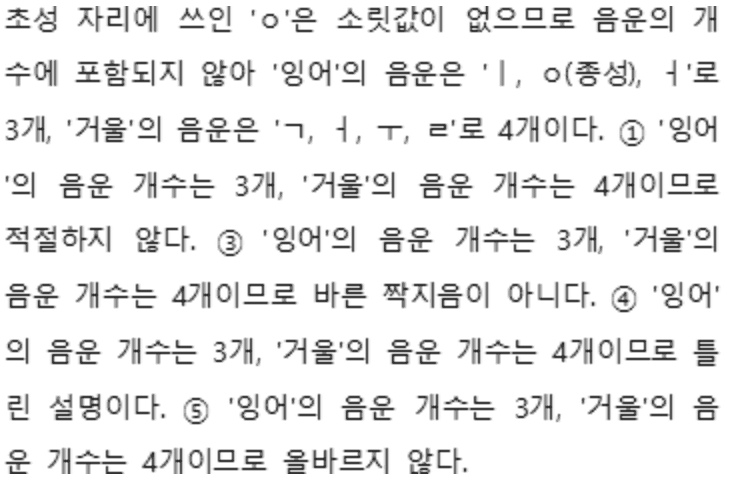 초성 자리에 쓰인 'ㅇ'은 소릿값이 없으므로 음운의 개
수에 포함되지 않아 '잉어'의 음운은 'ㅣ, ㅇ(종성), ㅓ'로
3개, '거울'의 음운은 'ㄱ, ㅓ, ㅜ, ㄹ'로 4개이다. ① '잉어
'의 음운 개수는 3개, '거울'의 음운 개수는 4개이므로
적절하지 않다. ③ '잉어'의 음운 개수는 3개, '거울'의
음운 개수는 4개이므로 바른 짝지음이 아니다. ④ '잉어'
의 음운 개수는 3개, '거울'의 음운 개수는 4개이므로 틀
린 설명이다. ⑤ '잉어'의 음운 개수는 3개, '거울'의 음
운 개수는 4개이므로 올바르지 않다.